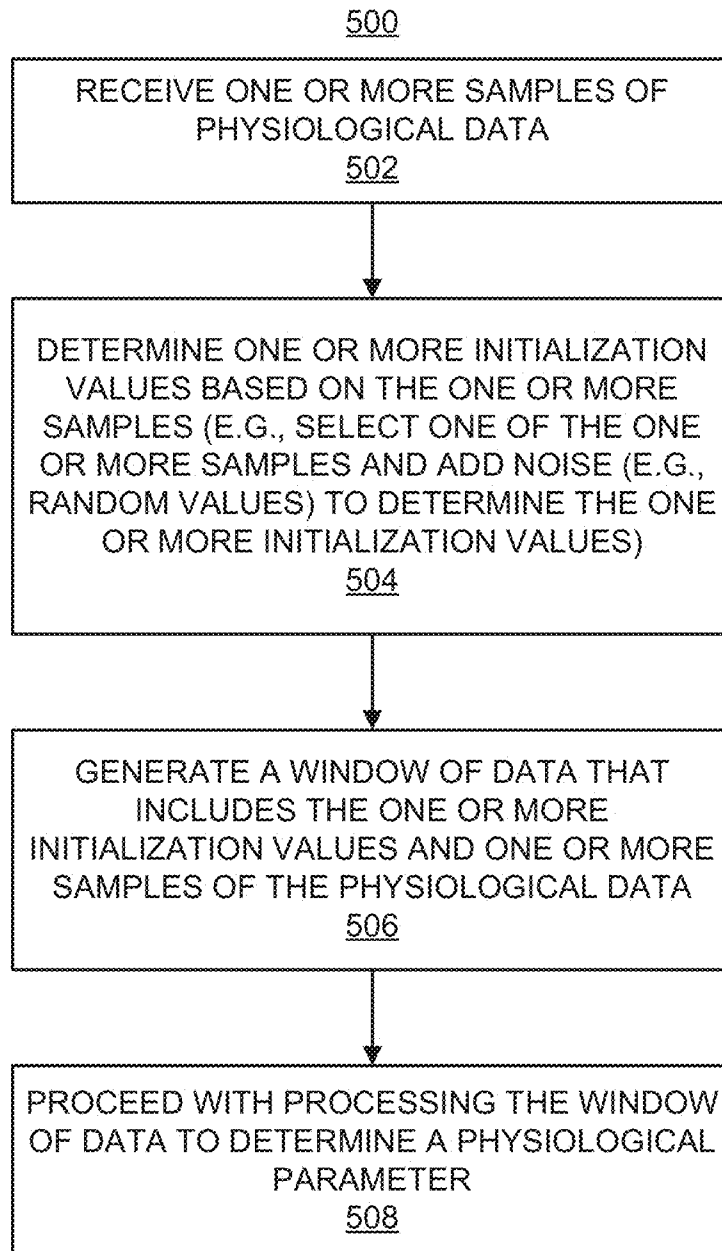 500
RECEIVE ONE OR MORE SAMPLES OF
PHYSIOLOGICAL DATA
502
DETERMINE ONE OR MORE INITIALIZATION
VALUES BASED ON THE ONE OR MORE
SAMPLES (E.G., SELECT ONE OF THE ONE
OR MORE SAMPLES AND ADD NOISE (E.G.,
RANDOM VALUES) TO DETERMINE THE ONE
OR MORE INITIALIZATION VALUES)
504
GENERATE A WINDOW OF DATA THAT
INCLUDES THE ONE OR MORE
INITIALIZATION VALUES AND ONE OR MORE
SAMPLES OF THE PHYSIOLOGICAL DATA
506
PROCEED WITH PROCESSING THE WINDOW
OF DATA TO DETERMINE A PHYSIOLOGICAL
PARAMETER
508